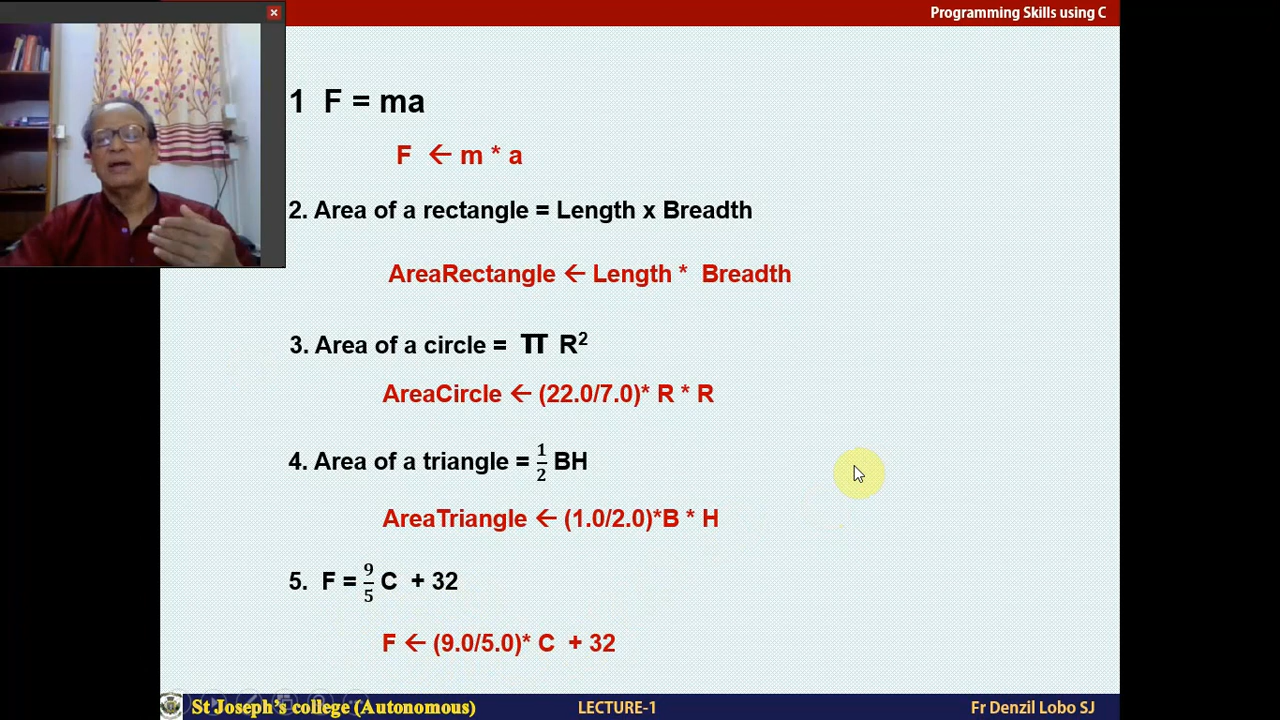 Programming Skills using C
1 F = ma
F ← m * a
2. Area of a rectangle = Length x Breadth
AreaRectangle ← Length * Breadth
3. Area of a circle = π R²
AreaCircle ← (22.0/7.0)* R * R
4. Area of a triangle = 1/2 BH
AreaTriangle ← (1.0/2.0)*B * H
5. F = 9/5 C + 32
F ← (9.0/5.0)* C + 32
St Joseph's college (Autonomous) LECTURE-1 Fr Denzil Lobo SJ